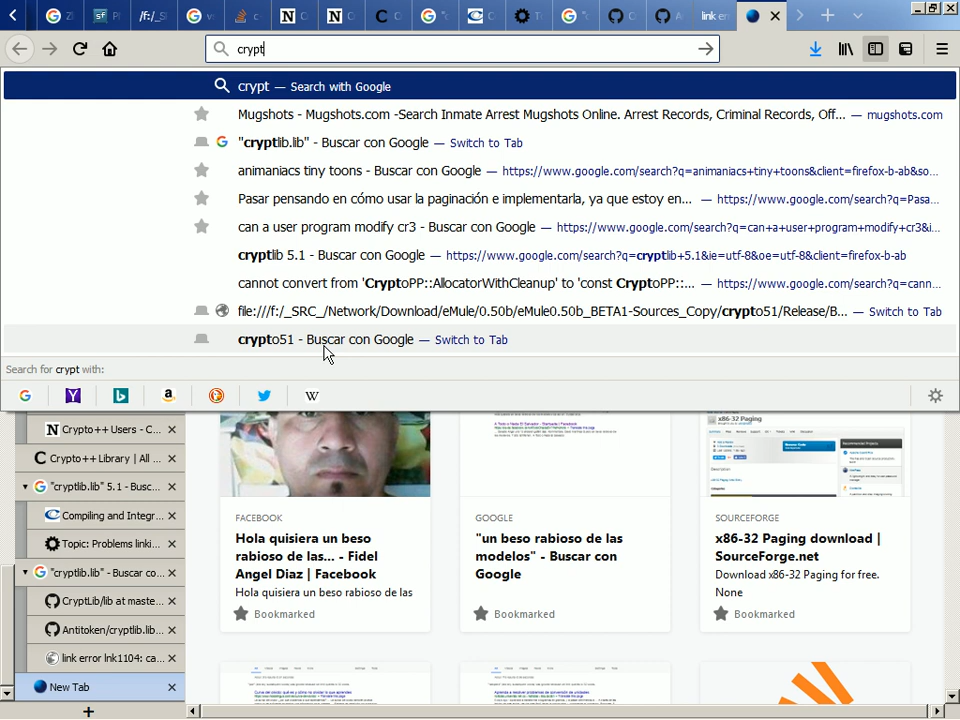 /f:/_S
link er
crypt
crypt — Search with Google
Mugshots - Mugshots.com -Search Inmate Arrest Mugshots Online. Arrest Records, Criminal Records, Off... — mugshots.com
"cryptlib.lib" - Buscar con Google — Switch to Tab
animaniacs tiny toons - Buscar con Google — https://www.google.com/search?q=animaniacs+tiny+toons&client=firefox-b-ab&so...
Pasar pensando en cómo usar la paginación e implementarla, ya que estoy en... — https://www.google.com/search?q=Pasa...
can a user program modify cr3 - Buscar con Google — https://www.google.com/search?q=can+a+user+program+modify+cr3&i...
cryptlib 5.1 - Buscar con Google — https://www.google.com/search?q=cryptlib+5.1&ie=utf-8&oe=utf-8&client=firefox-b-ab
cannot convert from 'CryptoPP::AllocatorWithCleanup' to 'const CryptoPP::... — https://www.google.com/search?q=cann...
file:///f:/_SRC_/Network/Download/eMule/0.50b/eMule0.50b_BETA1-Sources_Copy/crypto51/Release/B... — Switch to Tab
crypto51 - Buscar con Google — Switch to Tab
Search for crypt with:
Crypto++ Users - C...
Crypto++ Library | All ...
"cryptlib.lib" 5.1 - Busc...
Compiling and Integr...
Topic: Problems linki...
"cryptlib.lib" - Buscar co...
CryptLib/lib at maste...
Antitoken/cryptlib.lib...
link error lnk1104: ca...
New Tab
FACEBOOK
Hola quisiera un beso
rabioso de las... - Fidel
Angel Diaz | Facebook
Hola quisiera un beso rabioso de las
Bookmarked
GOOGLE
"un beso rabioso de las
modelos" - Buscar con
Google
Bookmarked
x86-32 Paging
SOURCEFORGE
x86-32 Paging download |
SourceForge.net
Download x86-32 Paging for free.
None
Bookmarked